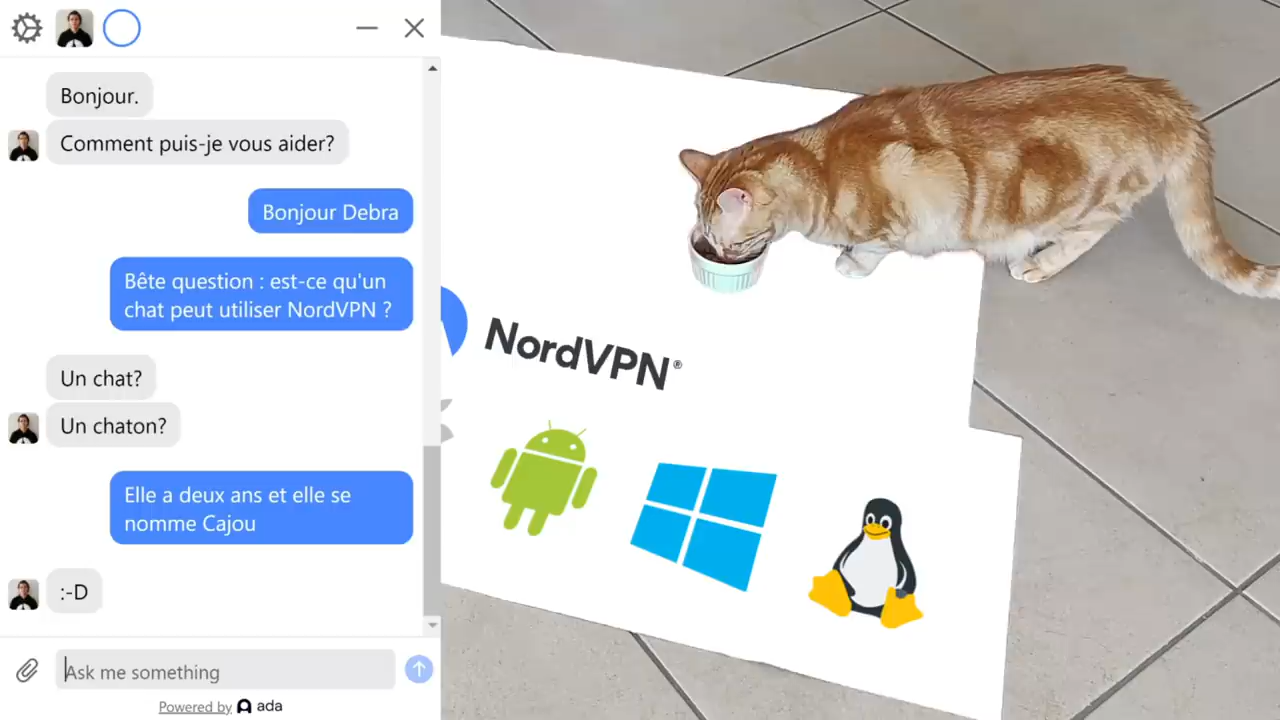 Bonjour.
Comment puis-je vous aider?
Bonjour Debra
Bête question : est-ce qu'un
chat peut utiliser NordVPN ?
Un chat?
Un chaton?
Elle a deux ans et elle se
nomme Cajou
:-D
Ask me something
Powered by ada
NordVPN®